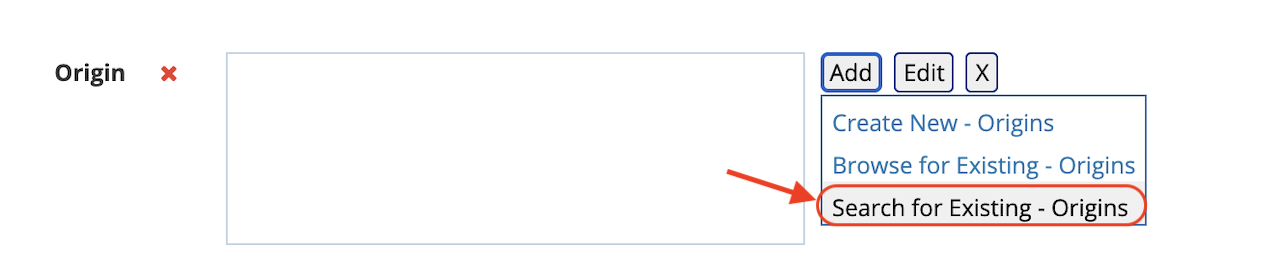 Origin
Add Edit X
Create New - Origins
Browse for Existing - Origins
Search for Existing - Origins